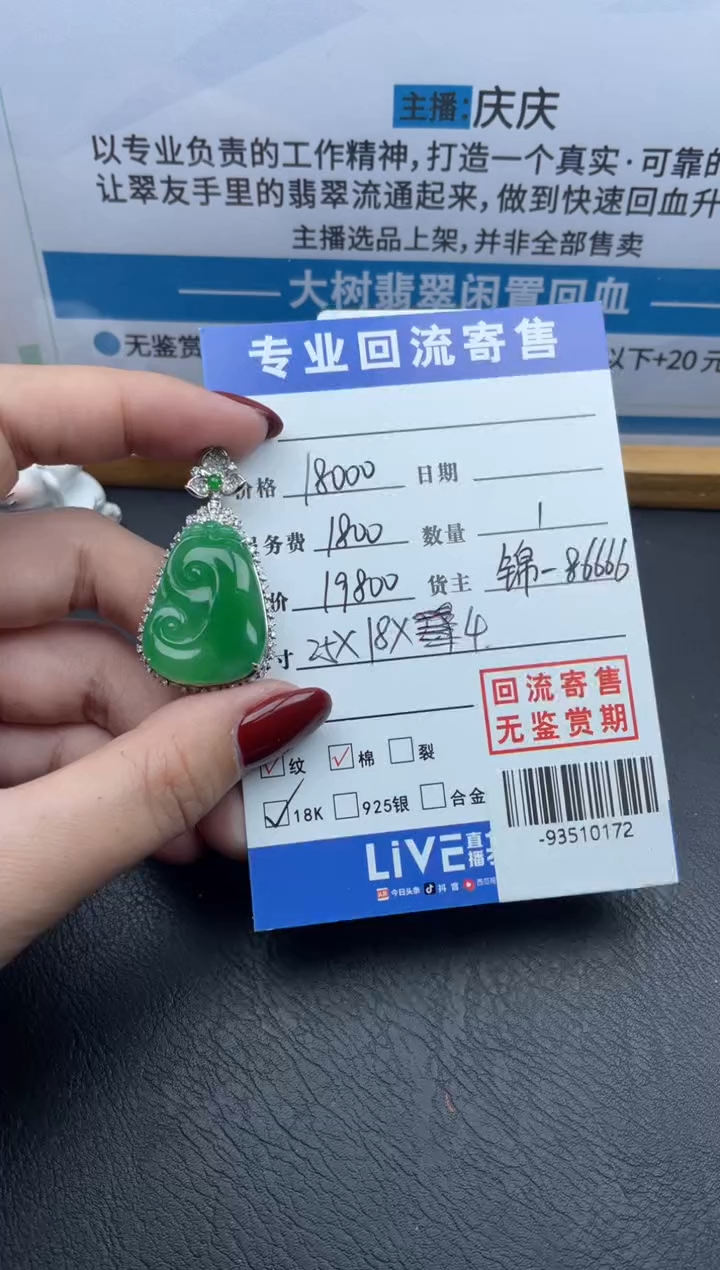 主播：庆庆
以专业负责的工作精神，打造一个真实·可靠的
让翠友手里的翡翠流通起来，做到快速回血升
主播选品上架，并非全部售卖
大树翡翠闲置回血
无鉴赏
以下+20 元
专业回流寄售
价格 18000 日期
务费 1800 数量 1
价 19800 货主 锦-86666
寸 25X18X 4
回流寄售
无鉴赏期
纹 棉 裂
18K 925银 合金
LiVE 直播
今日头条 抖音 西瓜视
-93510172